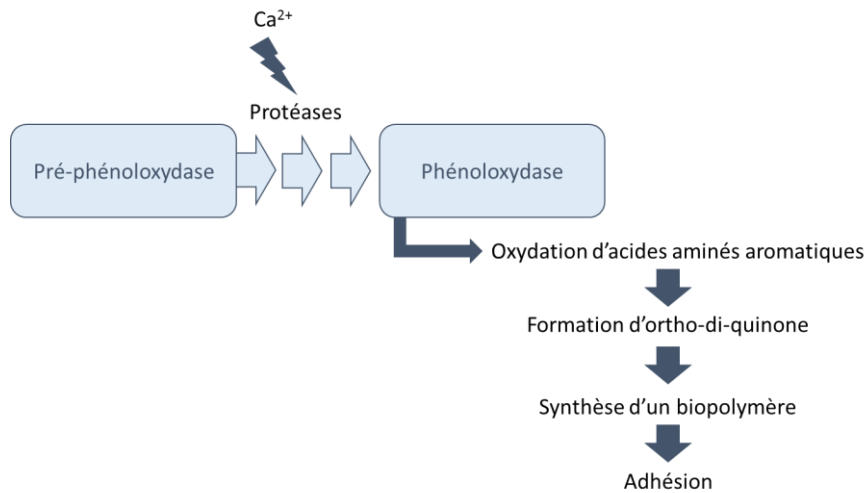 Ca²⁺
Protéases
Pré-phénoloxydase
Phénoloxydase
Oxydation d'acides aminés aromatiques
Formation d'ortho-di-quinone
Synthèse d'un biopolymère
Adhésion